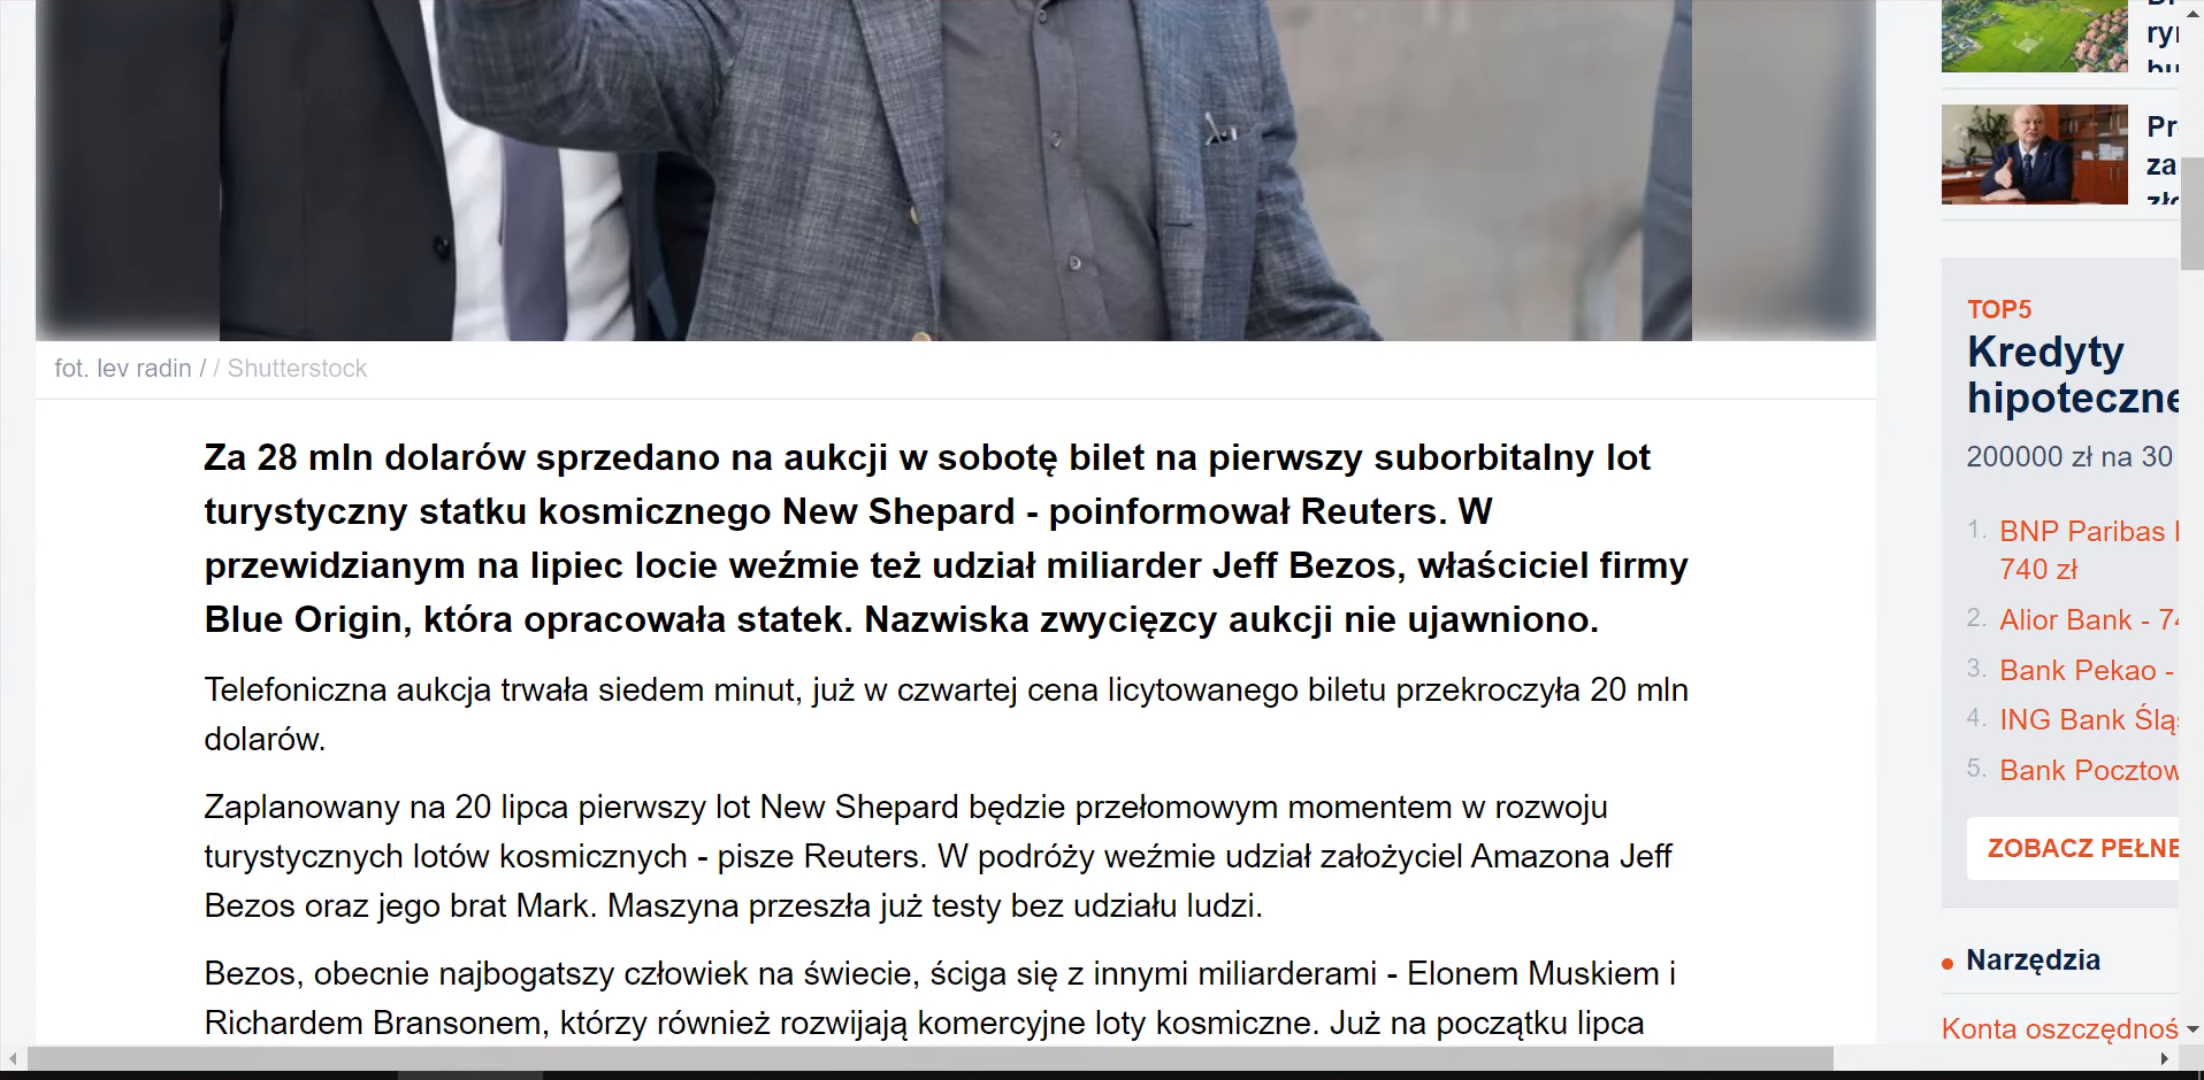 fot. lev radin / / Shutterstock
Za 28 mln dolarów sprzedano na aukcji w sobotę bilet na pierwszy suborbitalny lot
turystyczny statku kosmicznego New Shepard - poinformował Reuters. W
przewidzianym na lipiec locie weźmie też udział miliarder Jeff Bezos, właściciel firmy
Blue Origin, która opracowała statek. Nazwiska zwycięzcy aukcji nie ujawniono.
Telefoniczna aukcja trwała siedem minut, już w czwartej cena licytowanego biletu przekroczyła 20 mln
dolarów.
Zaplanowany na 20 lipca pierwszy lot New Shepard będzie przełomowym momentem w rozwoju
turystycznych lotów kosmicznych - pisze Reuters. W podróży weźmie udział założyciel Amazona Jeff
Bezos oraz jego brat Mark. Maszyna przeszła już testy bez udziału ludzi.
Bezos, obecnie najbogatszy człowiek na świecie, ściga się z innymi miliarderami - Elonem Muskiem i
Richardem Bransonem, którzy również rozwijają komercyjne loty kosmiczne. Już na początku lipca
za
TOP5
Kredyty
hipoteczne
200000 zł na 30
1. BNP Paribas
740 zł
2. Alior Bank -
3. Bank Pekao -
4. ING Bank
5. Bank
ZOBACZ PEŁNE
Narzędzia
Konta